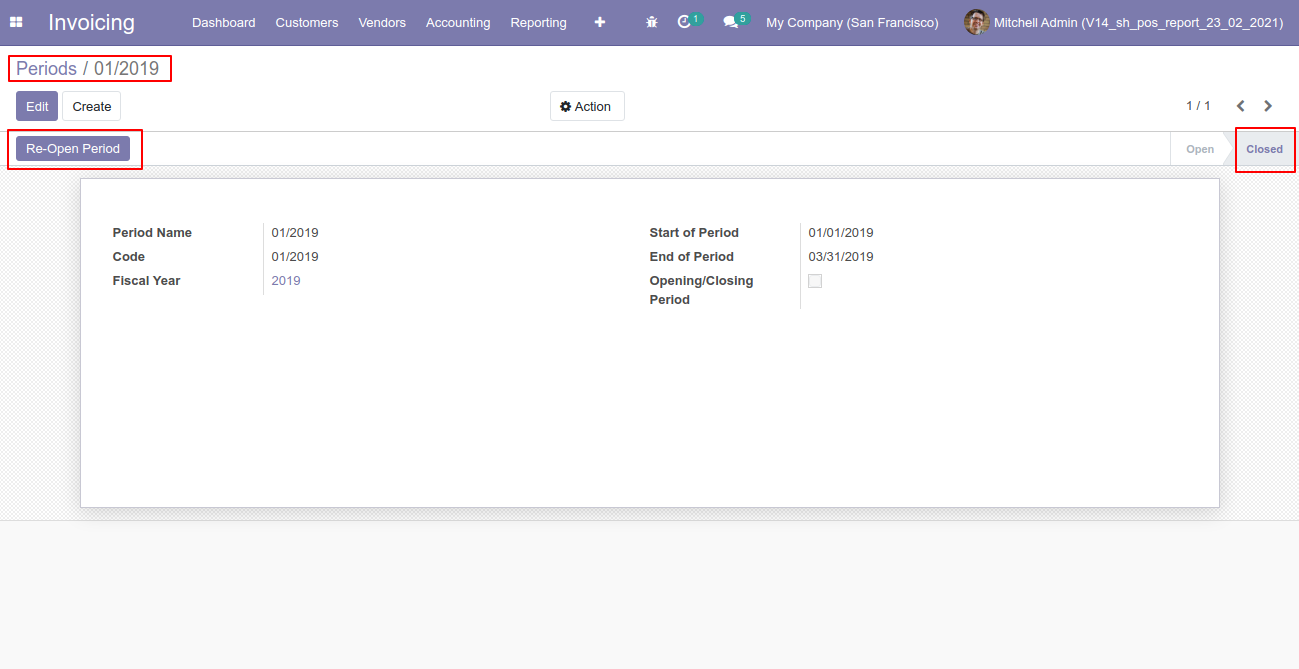 Invoicing Dashboard Customers Vendors Accounting Reporting 1 5 My Company (San Francisco) Mitchell Admin (V14_sh_pos_report_23_02_2021)
Periods / 01/2019
Edit Create Action 1 / 1
Re-Open Period Open Closed
Period Name 01/2019 Start of Period 01/01/2019
Code 01/2019 End of Period 03/31/2019
Fiscal Year 2019 Opening/Closing
Period